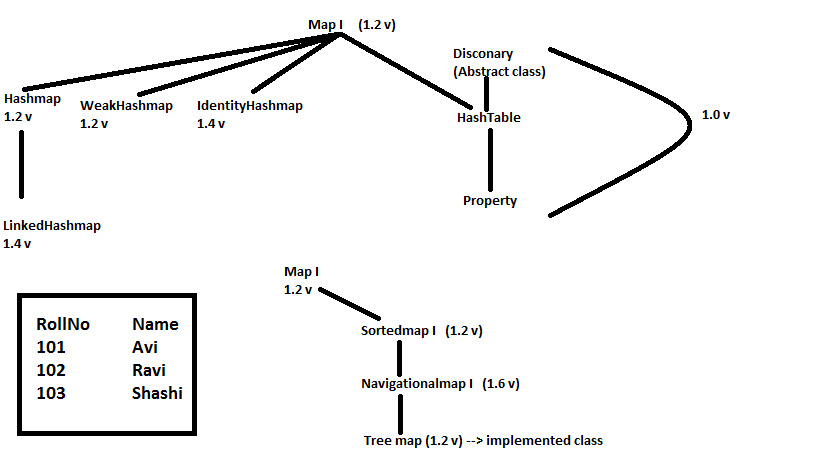 Map I (1.2 v)
Disconary
(Abstract class)
Hashmap
1.2 v
WeakHashmap
1.2 v
IdentityHashmap
1.4 v
HashTable
1.0 v
Property
LinkedHashmap
1.4 v
Map I
1.2 v
Sortedmap I (1.2 v)
Navigationalmap I (1.6 v)
Tree map (1.2 v) --> implemented class
RollNo Name
101 Avi
102 Ravi
103 Shashi